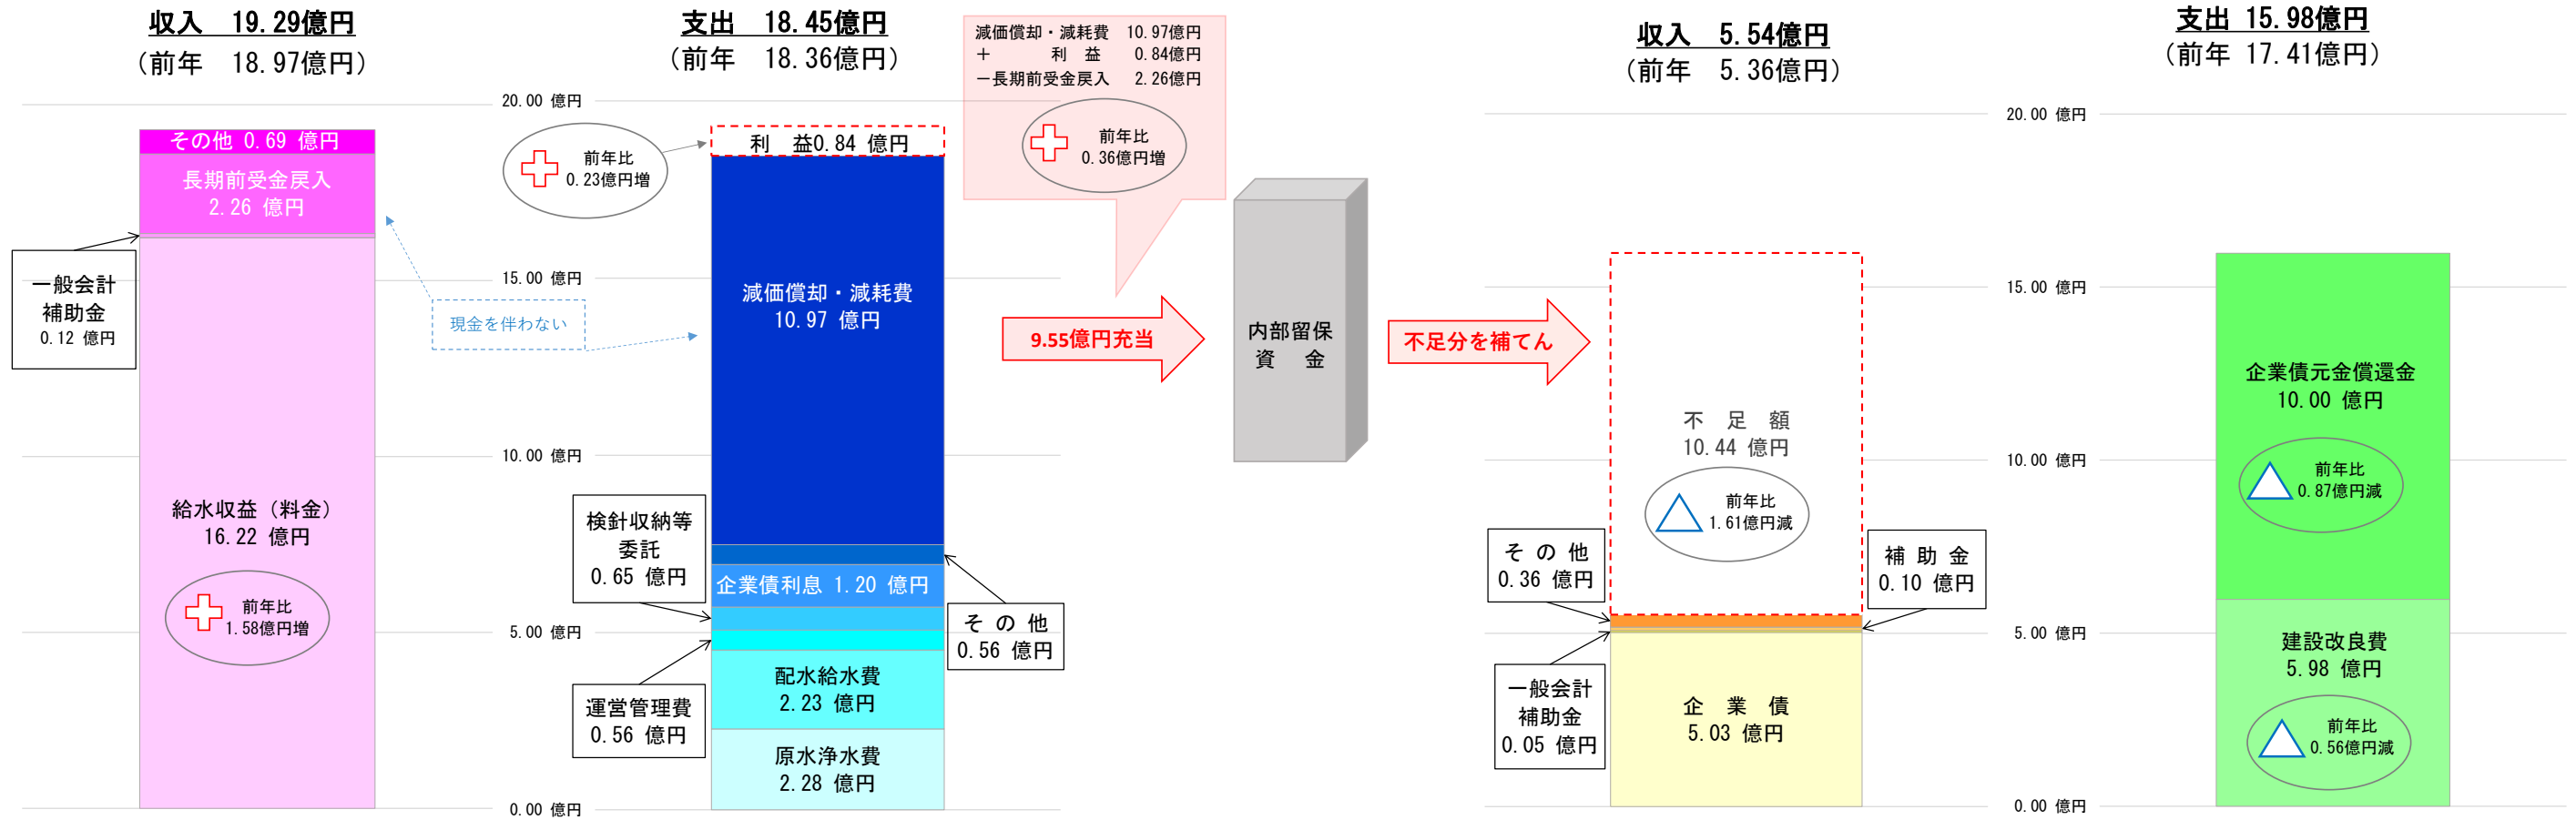 収入　19.29億円
（前年　18.97億円）
その他 0.69 億円
長期前受金戻入
2.26 億円
一般会計
補助金
0.12 億円
給水収益（料金）
16.22 億円
前年比
1.58億円増
現金を伴わない
支出　18.45億円
（前年　18.36億円）
20.00 億円
15.00 億円
10.00 億円
5.00 億円
0.00 億円
前年比
0.23億円増
利　益0.84 億円
減価償却・減耗費
10.97 億円
検針収納等
委託
0.65 億円
企業債利息 1.20 億円
そ の 他
0.56 億円
運営管理費
0.56 億円
配水給水費
2.23 億円
原水浄水費
2.28 億円
減価償却・減耗費　10.97億円
＋　　　　利　益　　0.84億円
－長期前受金戻入　 2.26億円
前年比
0.36億円増
9.55億円充当
内部留保
資　金
不足分を補てん
収入　5.54億円
（前年　5.36億円）
不　足　額
10.44 億円
前年比
1.61億円減
そ の 他
0.36 億円
補 助 金
0.10 億円
一般会計
補助金
0.05 億円
企　業　債
5.03 億円
支出 15.98億円
（前年 17.41億円）
20.00 億円
15.00 億円
10.00 億円
5.00 億円
0.00 億円
企業債元金償還金
10.00 億円
前年比
0.87億円減
建設改良費
5.98 億円
前年比
0.56億円減